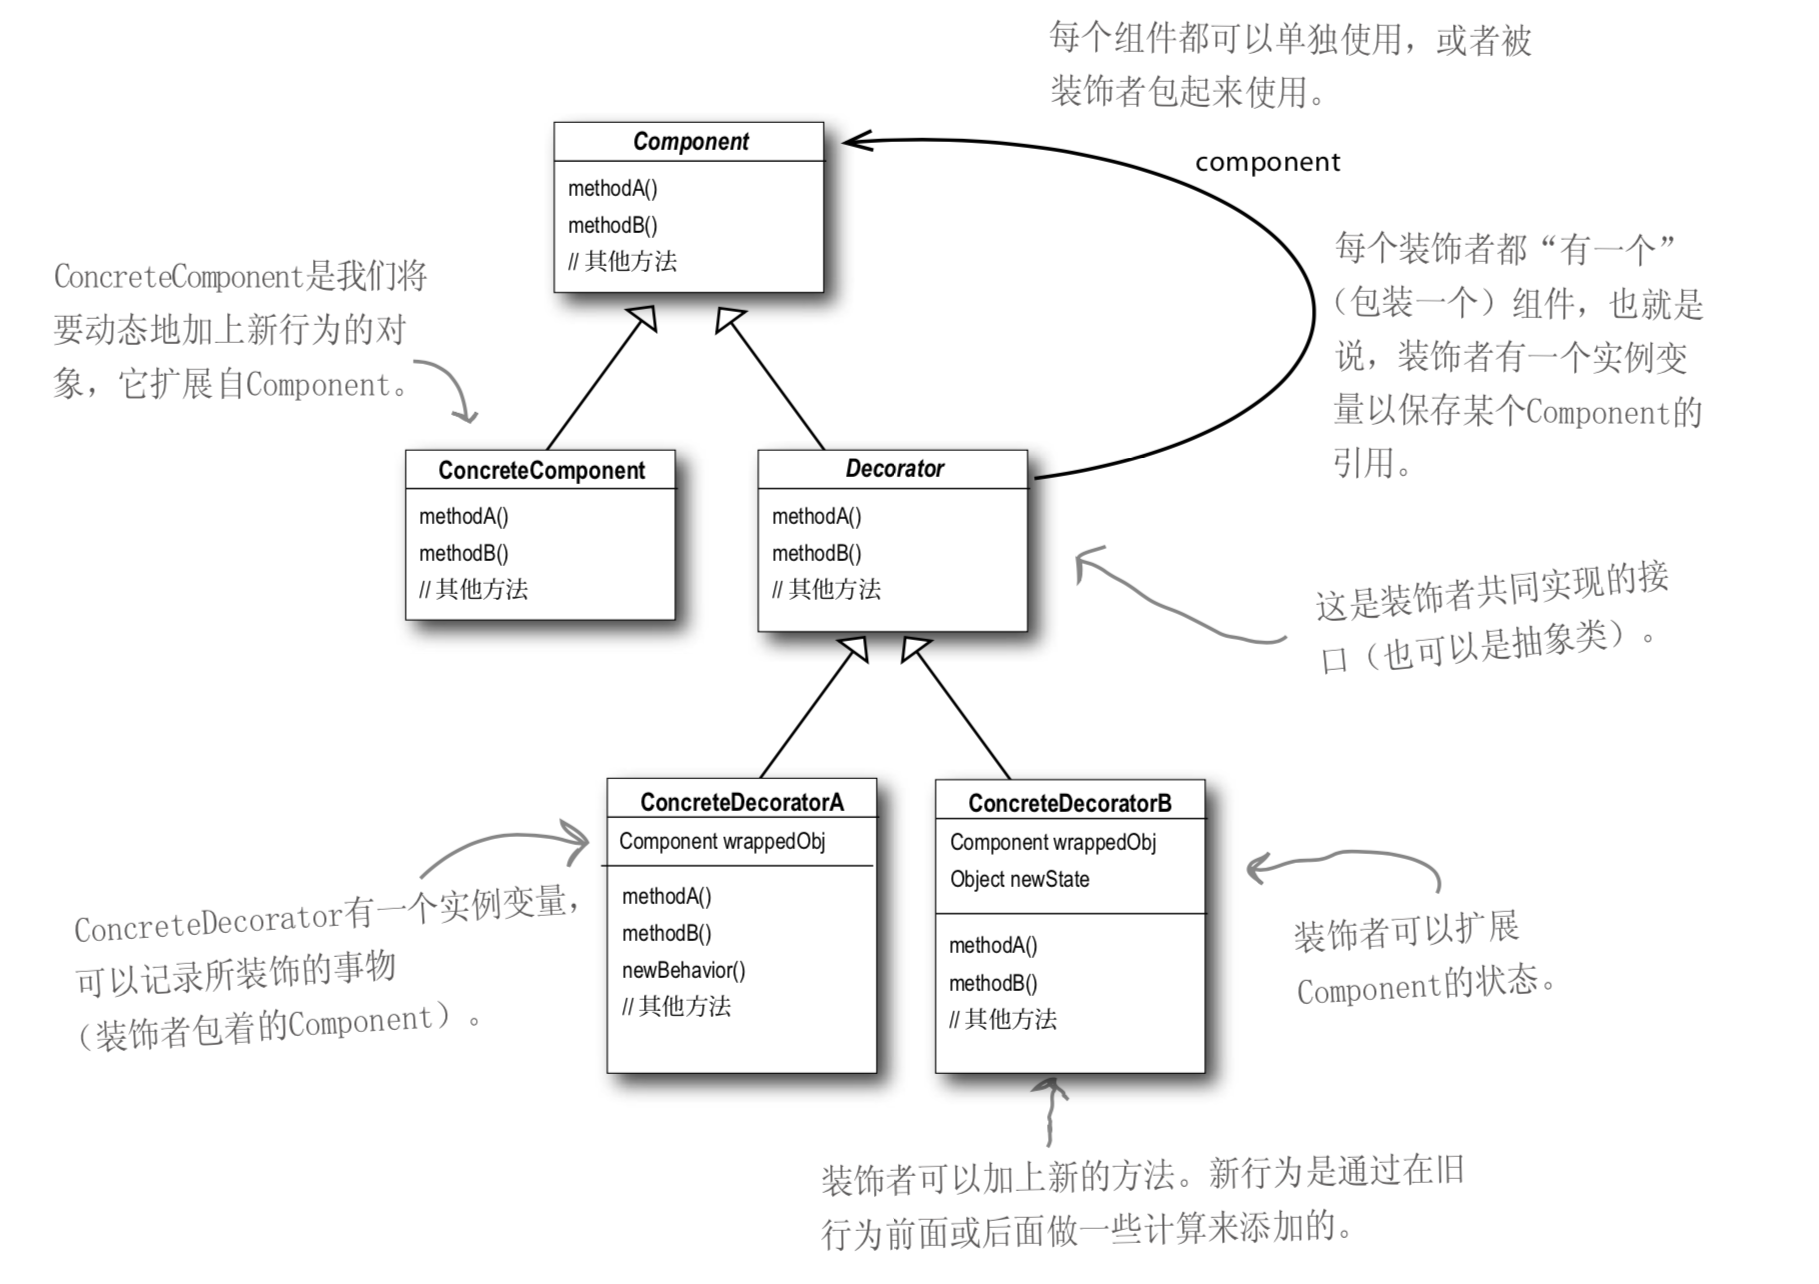 每个组件都可以单独使用，或者被
装饰者包起来使用。
Component
methodA()
methodB()
// 其他方法
component
ConcreteComponent是我们将
要动态地加上新行为的对
象，它扩展自Component。
每个装饰者都“有一个”
（包装一个）组件，也就是
说，装饰者有一个实例变
量以保存某个Component的
引用。
ConcreteComponent
methodA()
methodB()
// 其他方法
Decorator
methodA()
methodB()
// 其他方法
这是装饰者共同实现的接
口（也可以是抽象类）。
ConcreteDecoratorA
Component wrappedObj
methodA()
methodB()
newBehavior()
// 其他方法
ConcreteDecoratorB
Component wrappedObj
Object newState
methodA()
methodB()
// 其他方法
ConcreteDecorator有一个实例变量，
可以记录所装饰的事物
（装饰者包着的Component）。
装饰者可以扩展
Component的状态。
装饰者可以加上新的方法。新行为是通过在旧
行为前面或后面做一些计算来添加的。